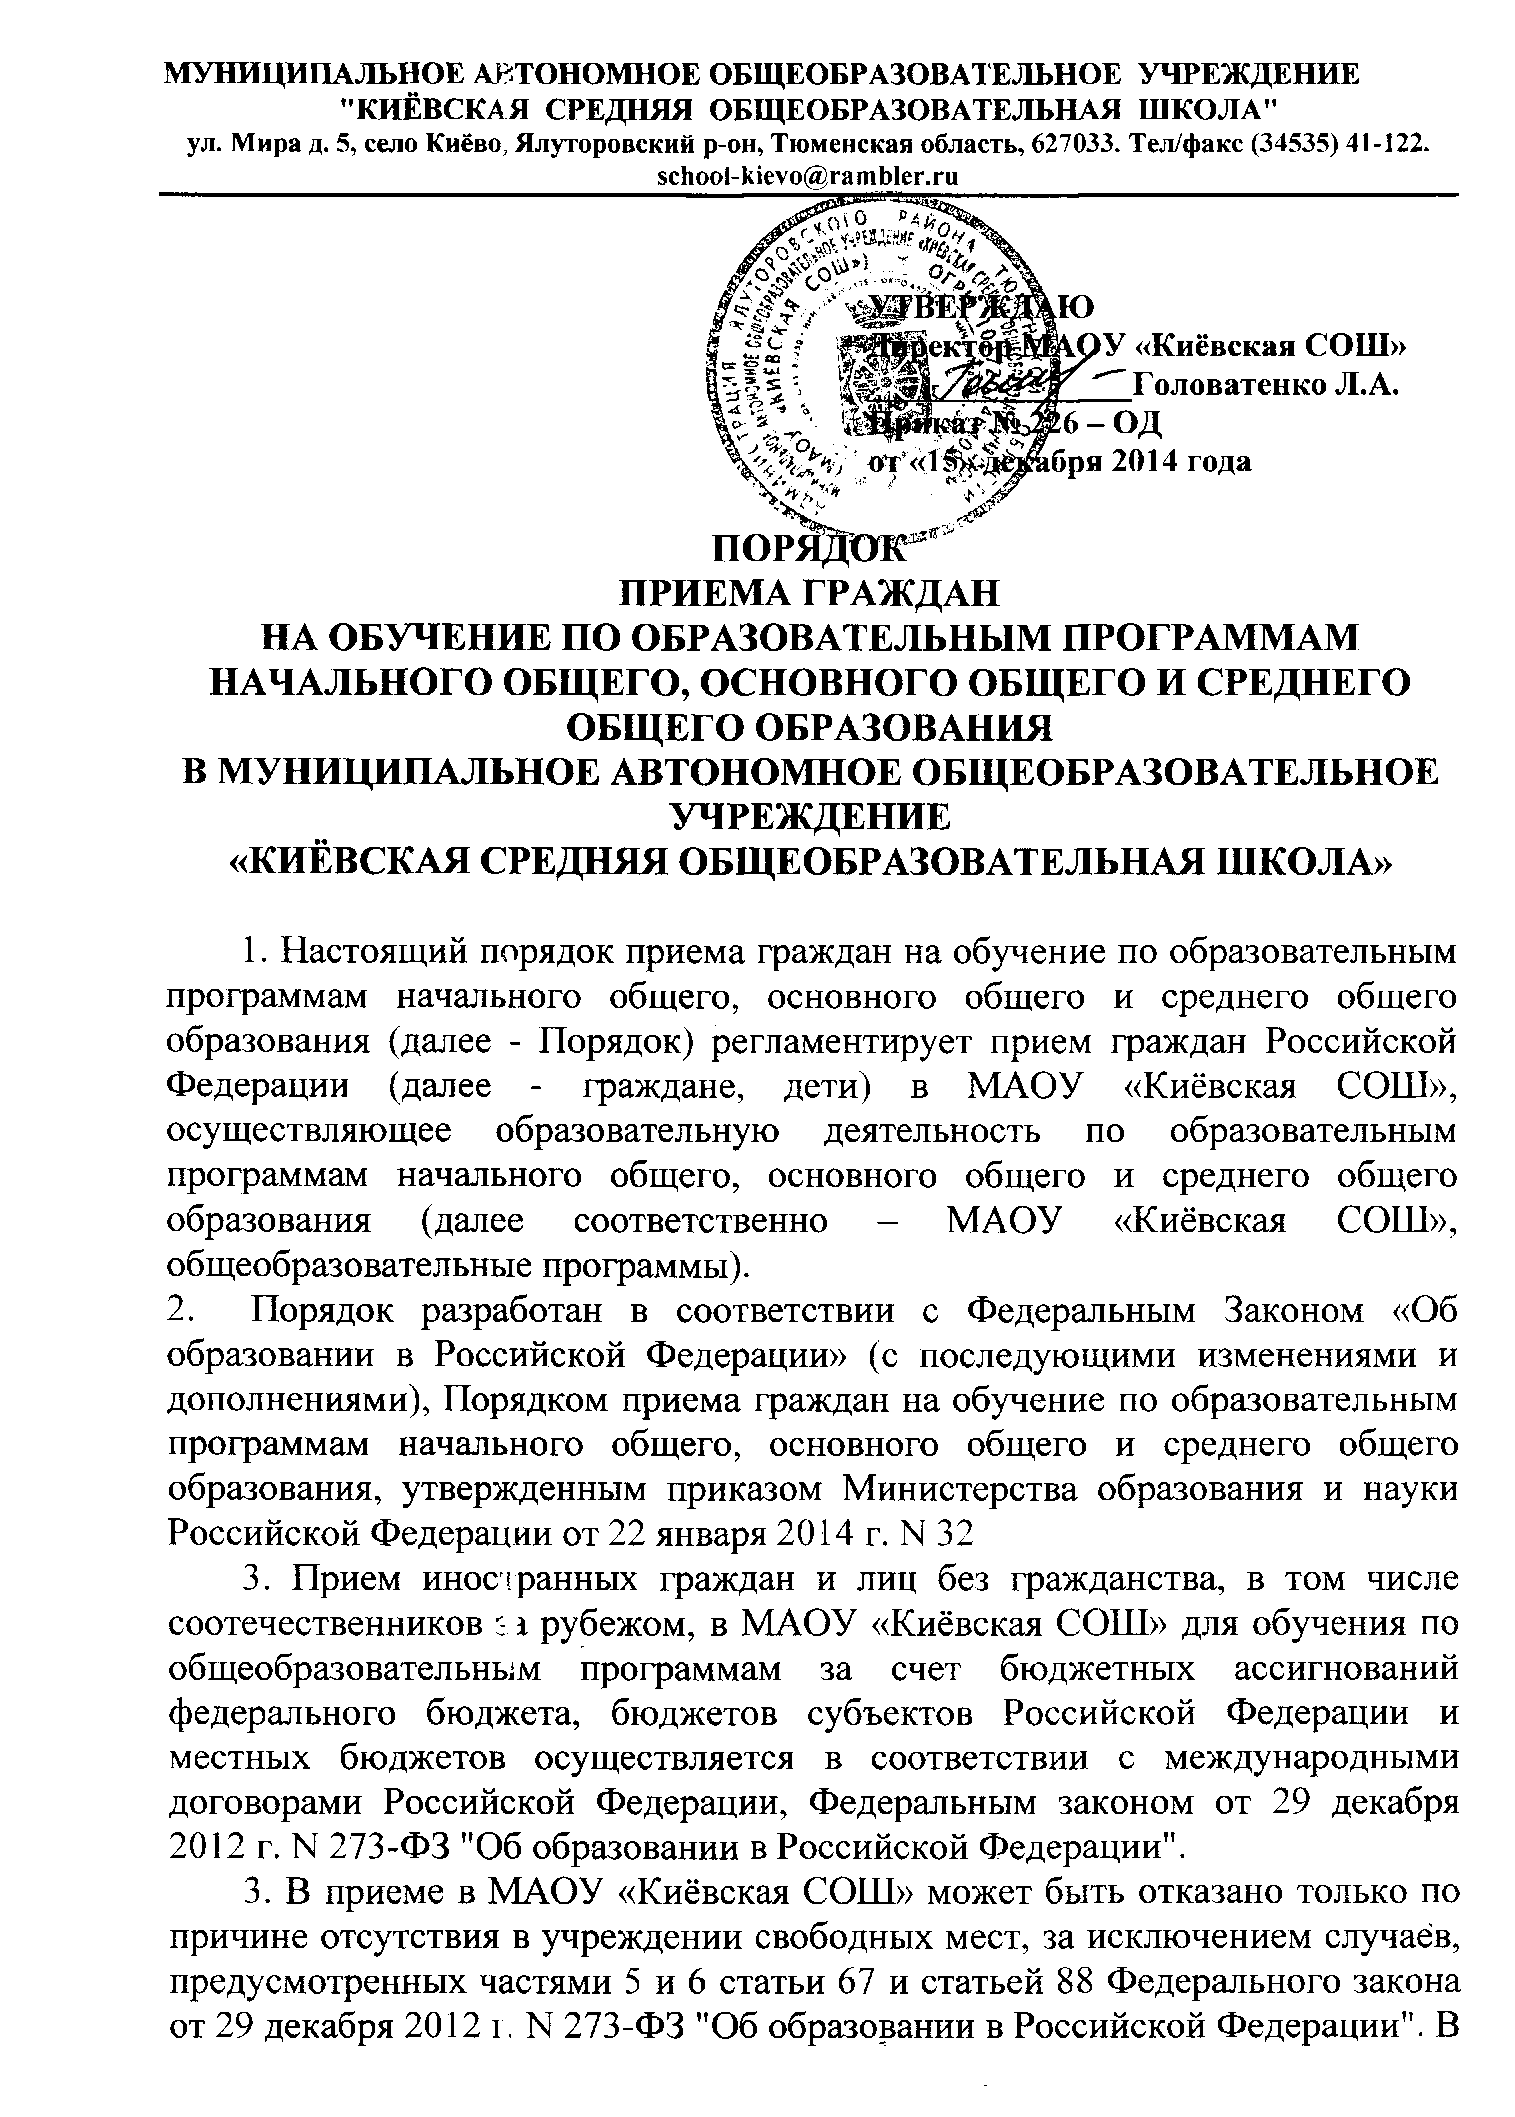 МУНИЦИПАЛЬНОЕ АВТОНОМНОЕ ОБЩЕОБРАЗОВАТЕЛЬНОЕ УЧРЕЖДЕНИЕ
"КИЁВСКАЯ СРЕДНЯЯ ОБЩЕОБРАЗОВАТЕЛЬНАЯ ШКОЛА"
ул. Мира д. 5, село Киёво, Ялуторовский р-он, Тюменская область, 627033. Тел/факс (34535) 41-122.
school-kievo@rambler.ru
УТВЕРЖДАЮ
Директор МАОУ «Киёвская СОШ»
Головатенко Л.А.
Приказ № 226 – ОД
от «15» декабря 2014 года
ПОРЯДОК
ПРИЕМА ГРАЖДАН
НА ОБУЧЕНИЕ ПО ОБРАЗОВАТЕЛЬНЫМ ПРОГРАММАМ
НАЧАЛЬНОГО ОБЩЕГО, ОСНОВНОГО ОБЩЕГО И СРЕДНЕГО
ОБЩЕГО ОБРАЗОВАНИЯ
В МУНИЦИПАЛЬНОЕ АВТОНОМНОЕ ОБЩЕОБРАЗОВАТЕЛЬНОЕ
УЧРЕЖДЕНИЕ
«КИЁВСКАЯ СРЕДНЯЯ ОБЩЕОБРАЗОВАТЕЛЬНАЯ ШКОЛА»
1. Настоящий порядок приема граждан на обучение по образовательным
программам начального общего, основного общего и среднего общего
образования (далее - Порядок) регламентирует прием граждан Российской
Федерации (далее - граждане, дети) в МАОУ «Киёвская СОШ»,
осуществляющее образовательную деятельность по образовательным
программам начального общего, основного общего и среднего общего
образования (далее соответственно – МАОУ «Киёвская СОШ»,
общеобразовательные программы).
2. Порядок разработан в соответствии с Федеральным Законом «Об
образовании в Российской Федерации» (с последующими изменениями и
дополнениями), Порядком приема граждан на обучение по образовательным
программам начального общего, основного общего и среднего общего
образования, утвержденным приказом Министерства образования и науки
Российской Федерации от 22 января 2014 г. N 32
3. Прием иностранных граждан и лиц без гражданства, в том числе
соотечественников за рубежом, в МАОУ «Киёвская СОШ» для обучения по
общеобразовательным программам за счет бюджетных ассигнований
федерального бюджета, бюджетов субъектов Российской Федерации и
местных бюджетов осуществляется в соответствии с международными
договорами Российской Федерации, Федеральным законом от 29 декабря
2012 г. N 273-ФЗ "Об образовании в Российской Федерации".
3. В приеме в МАОУ «Киёвская СОШ» может быть отказано только по
причине отсутствия в учреждении свободных мест, за исключением случаев,
предусмотренных частями 5 и 6 статьи 67 и статьей 88 Федерального закона
от 29 декабря 2012 г. N 273-ФЗ "Об образовании в Российской Федерации". В